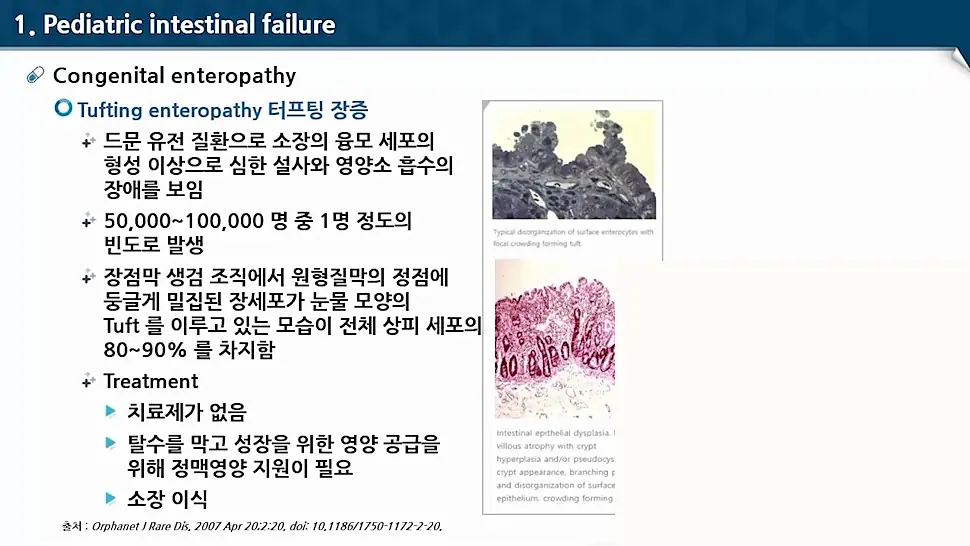 1. Pediatric intestinal failure
Congenital enteropathy
Tufting enteropathy 터프팅 장증
드문 유전 질환으로 소장의 융모 세포의
형성 이상으로 심한 설사와 영양소 흡수의
장애를 보임
50,000~100,000 명 중 1명 정도의
빈도로 발생
장점막 생검 조직에서 원형질막의 정점에
둥글게 밀집된 장세포가 눈물 모양의
Tuft 를 이루고 있는 모습이 전체 상피 세포의
80~90% 를 차지함
Treatment
치료제가 없음
탈수를 막고 성장을 위한 영양 공급을
위해 정맥영양 지원이 필요
소장 이식
Typical disorganization of surface enterocytes with
focal crowding forming tuft
Intestinal epithelial dysplasia.
villous atrophy with crypt
hyperplasia and/or pseudocys
crypt appearance, branching p
and disorganization of surface
epithelium. crowding forming
출처 : Orphanet J Rare Dis. 2007 Apr 20;2:20. doi: 10.1186/1750-1172-2-20.